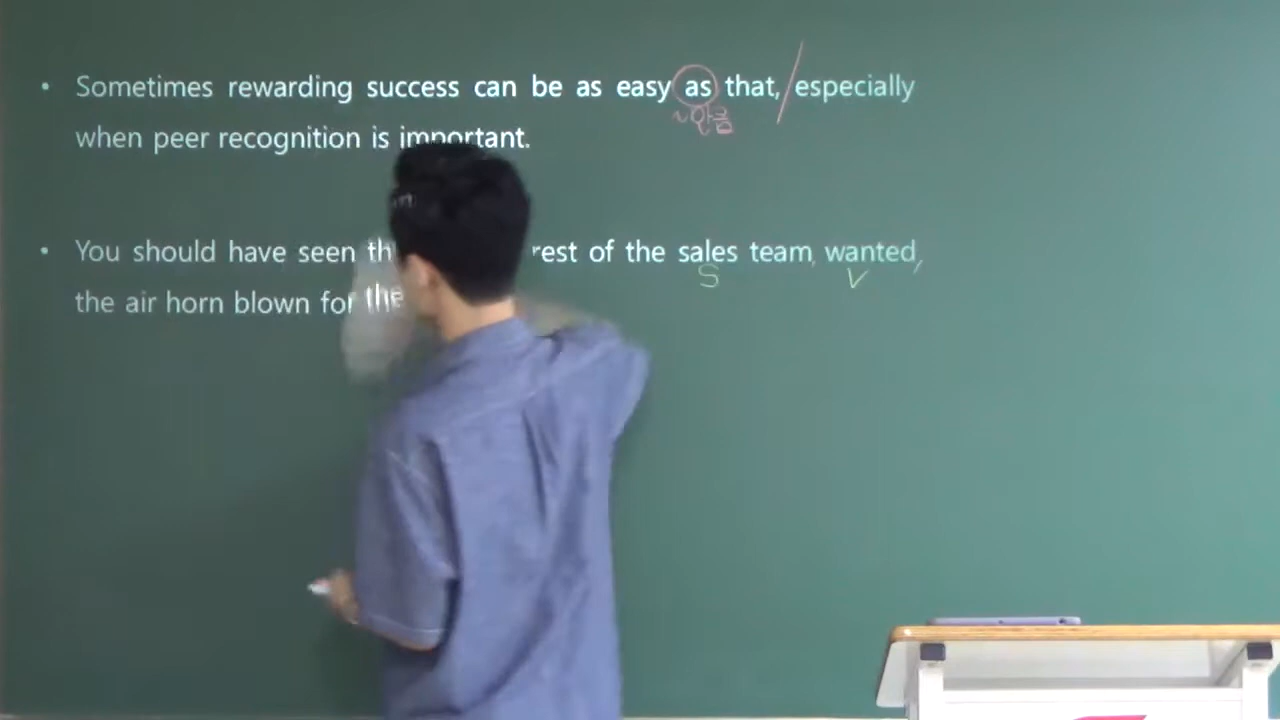 • Sometimes rewarding success can be as easy as that, / especially
~만큼
when peer recognition is important.
• You should have seen rest of the sales team, wanted,
S V
the air horn blown for the